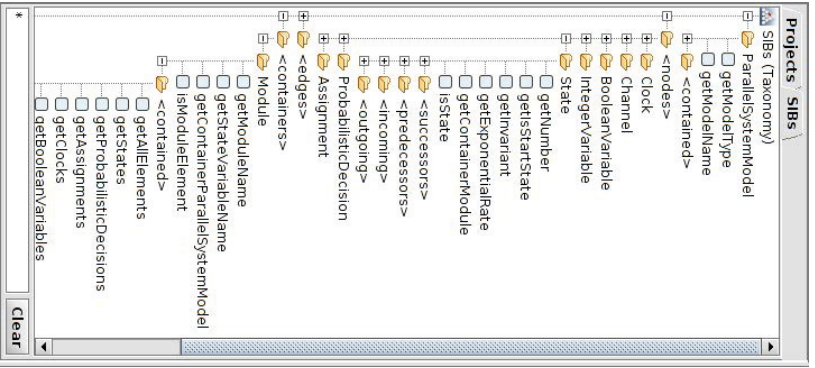 Projects SIBs
SIBs (Taxonomy)
ParallelSystemModel
getModelType
getModelName
<contained>
<nodes>
Clock
Channel
BooleanVariable
IntegerVariable
State
getNumber
getIsStartState
getInvariant
getExponentialRate
getContainerModule
isState
<successors>
<predecessors>
<incoming>
<outgoing>
ProbabilisticDecision
Assignment
<edges>
<containers>
Module
getModuleName
getStateVariableName
getContainerParallelSystemModel
isModuleElement
<contained>
getAllElements
getStates
getProbabilisticDecisions
getAssignments
getClocks
getBooleanVariables
* Clear